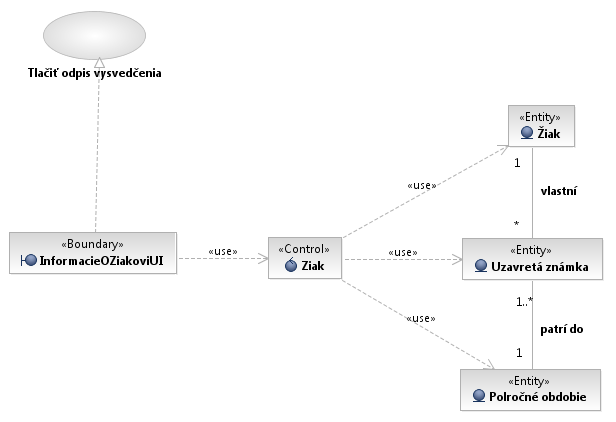 Tlačiť odpis vysvedčenia
«Entity»
Žiak
1
«use»
vlastní
*
«Boundary»
InformacieOZiakoviUI
«use»
«Control»
Ziak
«use»
«Entity»
Uzavretá známka
1..*
«use»
patrí do
1
«Entity»
Polročné obdobie